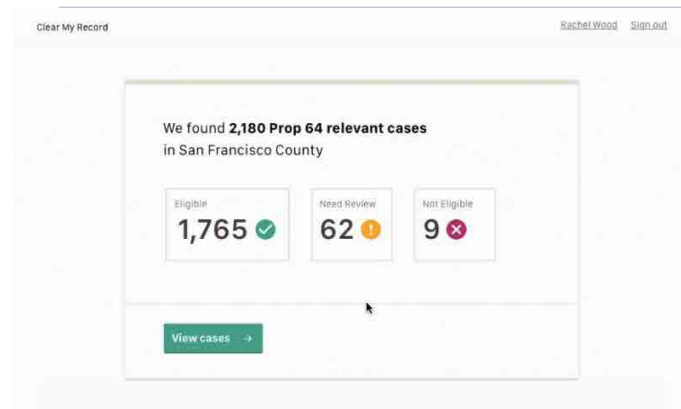 Clear My Record
Rachel Wood Sign out
We found 2,180 Prop 64 relevant cases
in San Francisco County
Eligible
1,765
Need Review
62
Not Eligible
9
View cases →